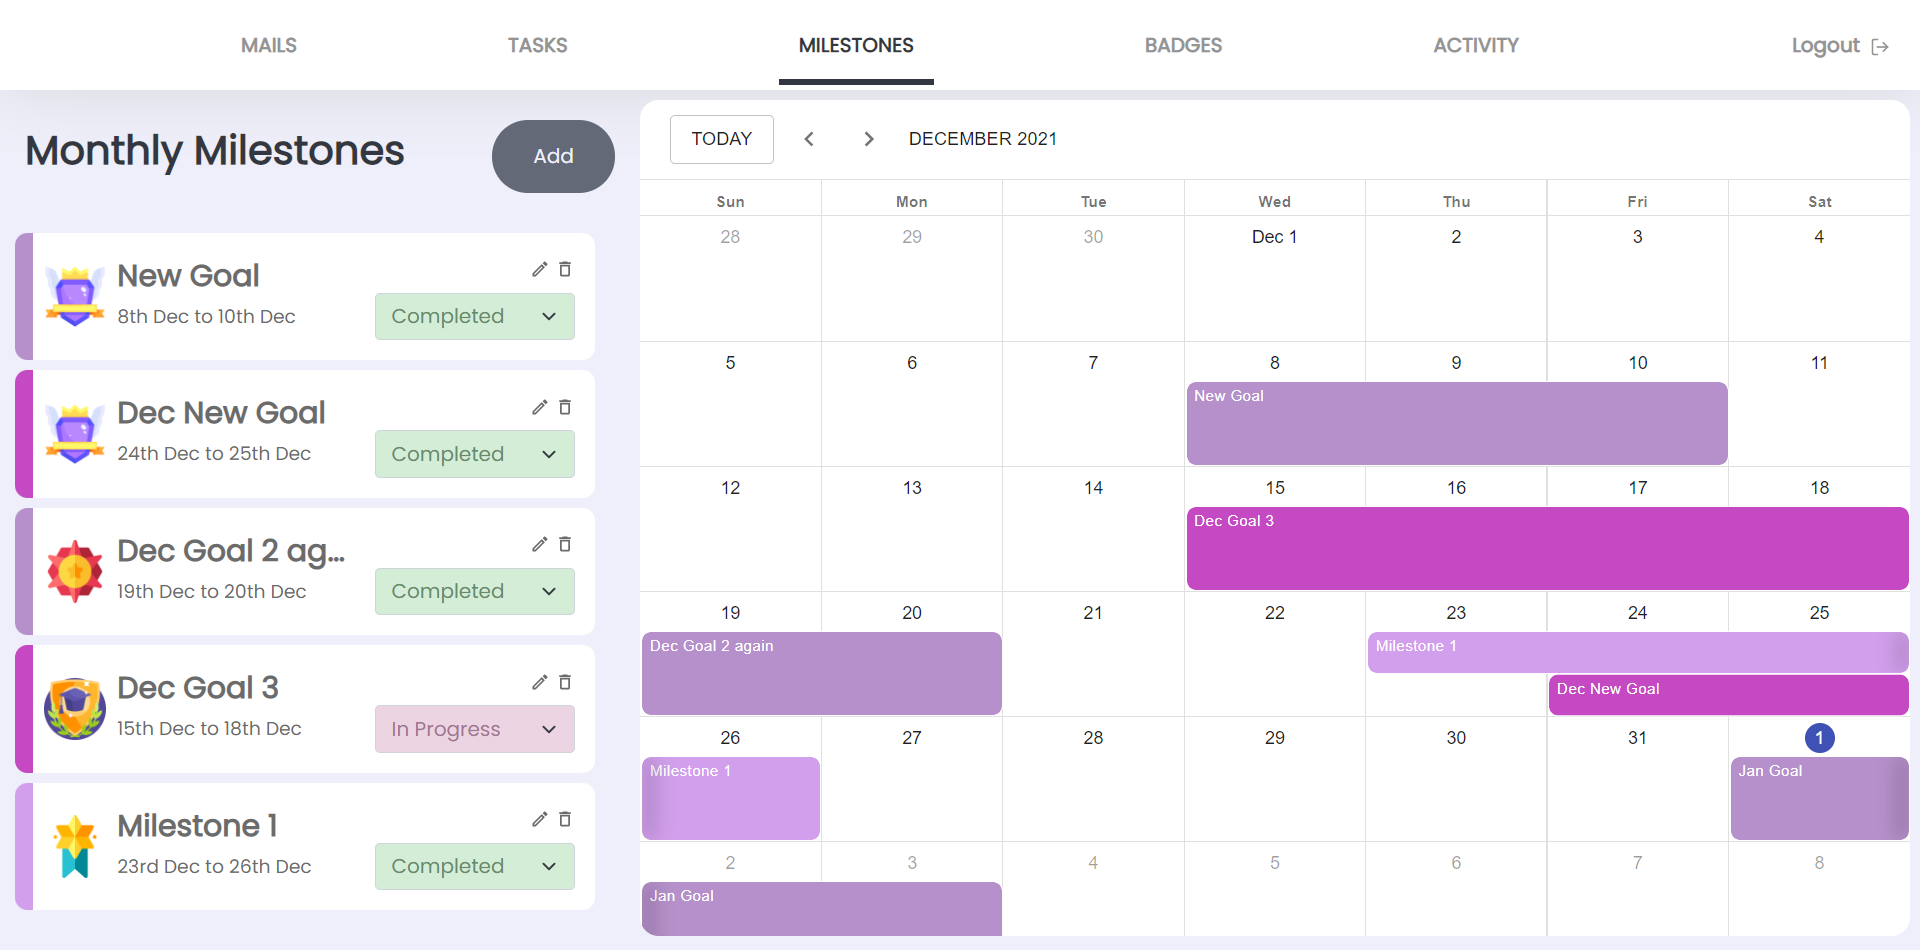 MAILS TASKS MILESTONES BADGES ACTIVITY Logout
Monthly Milestones
Add
New Goal
8th Dec to 10th Dec
Completed
Dec New Goal
24th Dec to 25th Dec
Completed
Dec Goal 2 ag...
19th Dec to 20th Dec
Completed
Dec Goal 3
15th Dec to 18th Dec
In Progress
Milestone 1
23rd Dec to 26th Dec
Completed
TODAY DECEMBER 2021
Sun Mon Tue Wed Thu Fri Sat
28 29 30 Dec 1 2 3 4
5 6 7 8 9 10 11
New Goal
12 13 14 15 16 17 18
Dec Goal 3
19 20 21 22 23 24 25
Dec Goal 2 again Milestone 1
Dec New Goal
26 27 28 29 30 31 1
Milestone 1 Jan Goal
2 3 4 5 6 7 8
Jan Goal